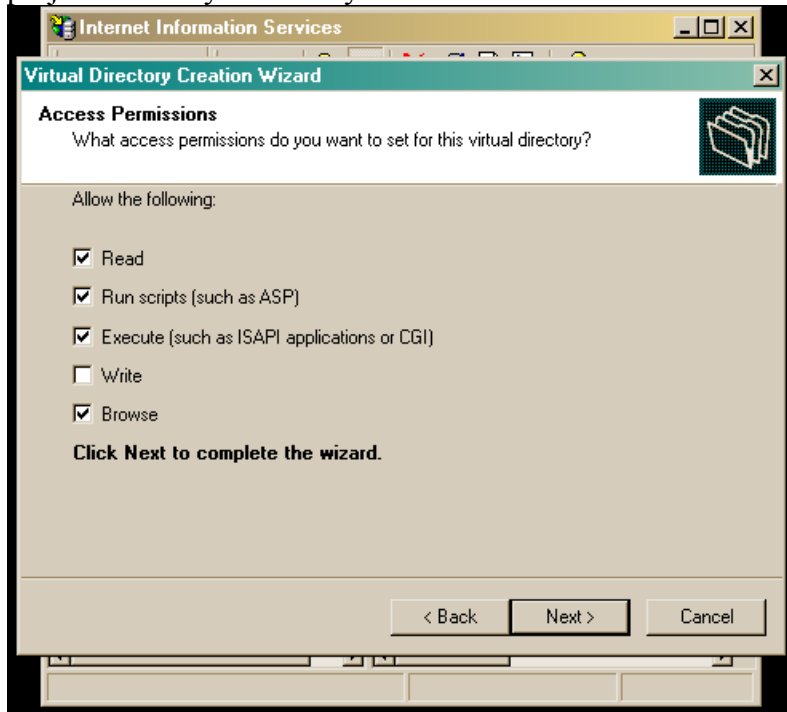 Internet Information Services
Virtual Directory Creation Wizard
Access Permissions
What access permissions do you want to set for this virtual directory?
Allow the following:
Read
Run scripts (such as ASP)
Execute (such as ISAPI applications or CGI)
Write
Browse
Click Next to complete the wizard.
< Back
Next >
Cancel